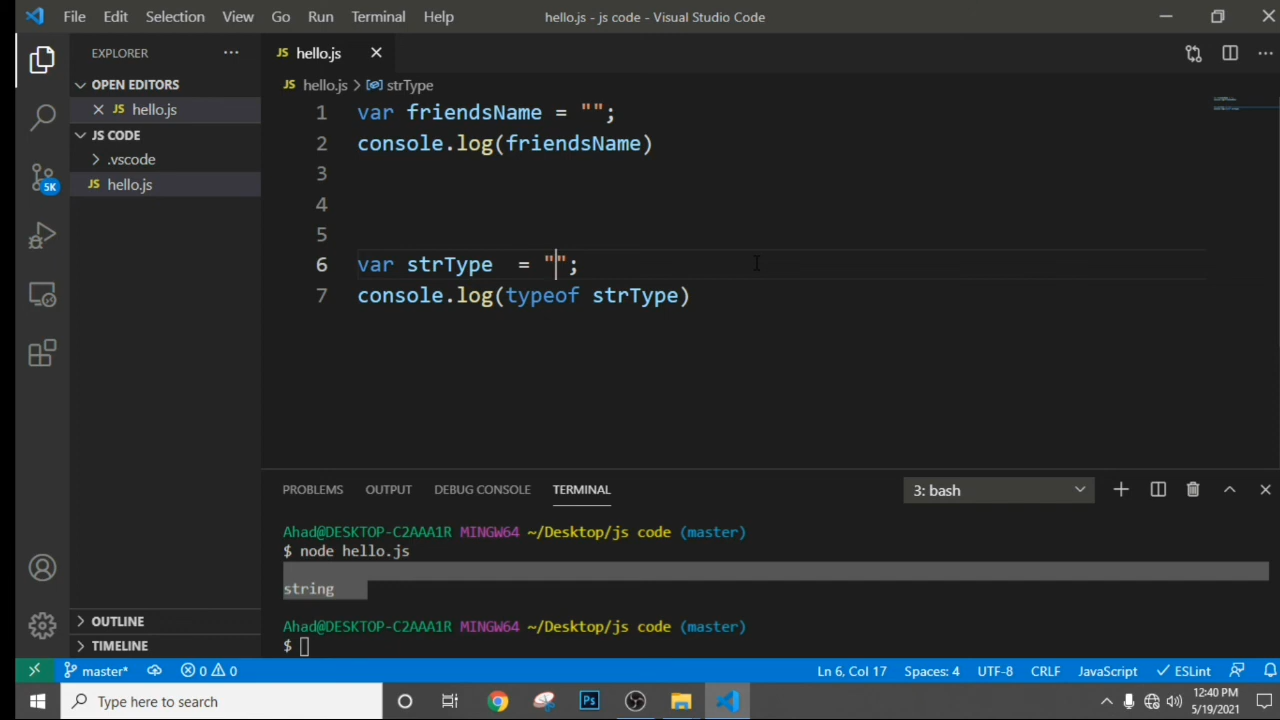 File Edit Selection View Go Run Terminal Help hello.js - js code - Visual Studio Code
EXPLORER ···
JS hello.js
OPEN EDITORS
JS hello.js
JS CODE
.vscode
JS hello.js
JS hello.js > strType
1 var friendsName = "";
2 console.log(friendsName)
3
4
5
6 var strType  = "";
7 console.log(typeof strType)
5K
PROBLEMS OUTPUT DEBUG CONSOLE TERMINAL 3: bash
Ahad@DESKTOP-C2AAA1R MINGW64 ~/Desktop/js code (master)
$ node hello.js
string
Ahad@DESKTOP-C2AAA1R MINGW64 ~/Desktop/js code (master)
$
OUTLINE
TIMELINE
master* 0 0 Ln 6, Col 17 Spaces: 4 UTF-8 CRLF JavaScript ESLint
Type here to search
Ps
12:40 PM
5/19/2021